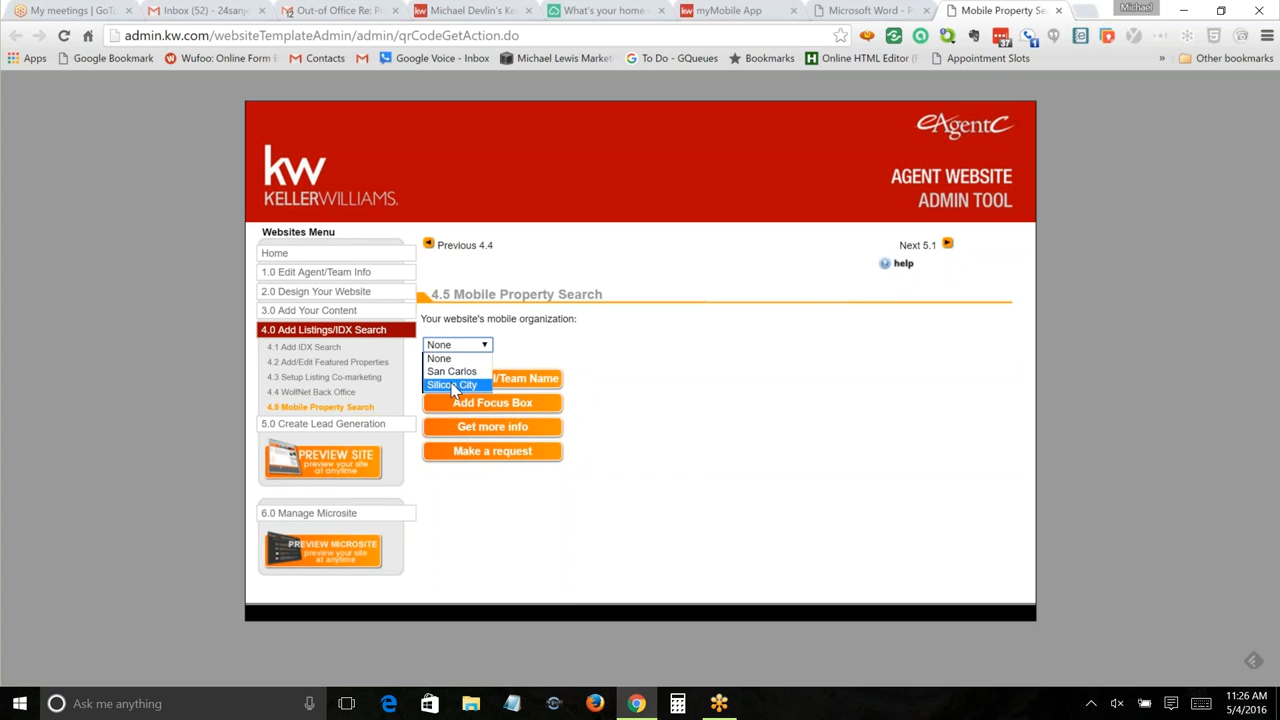 My meetings | GoTo
Inbox (52) - 24sanjo
Out-of Office Re: Pr
Michael Devlin's Ke
What's your home v
myMobile App
Microsoft Word - P
Mobile Property Se
Michael
admin.kw.com/websiteTemplateAdmin/admin/qrCodeGetAction.do
37
1
Apps
Google Bookmark
Wufoo: Online Form
Contacts
Google Voice - Inbox
Michael Lewis Market
To Do - GQueues
Bookmarks
Online HTML Editor (
Appointment Slots
»
Other bookmarks
eAgentC
kw
KELLERWILLIAMS.
AGENT WEBSITE
ADMIN TOOL
Websites Menu
Home
1.0 Edit Agent/Team Info
2.0 Design Your Website
3.0 Add Your Content
4.0 Add Listings/IDX Search
4.1 Add IDX Search
4.2 Add/Edit Featured Properties
4.3 Setup Listing Co-marketing
4.4 WolfNet Back Office
4.5 Mobile Property Search
5.0 Create Lead Generation
PREVIEW SITE
preview your site
at anytime
6.0 Manage Microsite
PREVIEW MICROSITE
preview your site
at anytime
Previous 4.4
Next 5.1
help
4.5 Mobile Property Search
Your website's mobile organization:
None
None
San Carlos
Silicon City
/Team Name
Add Focus Box
Get more info
Make a request
Ask me anything
11:26 AM
5/4/2016